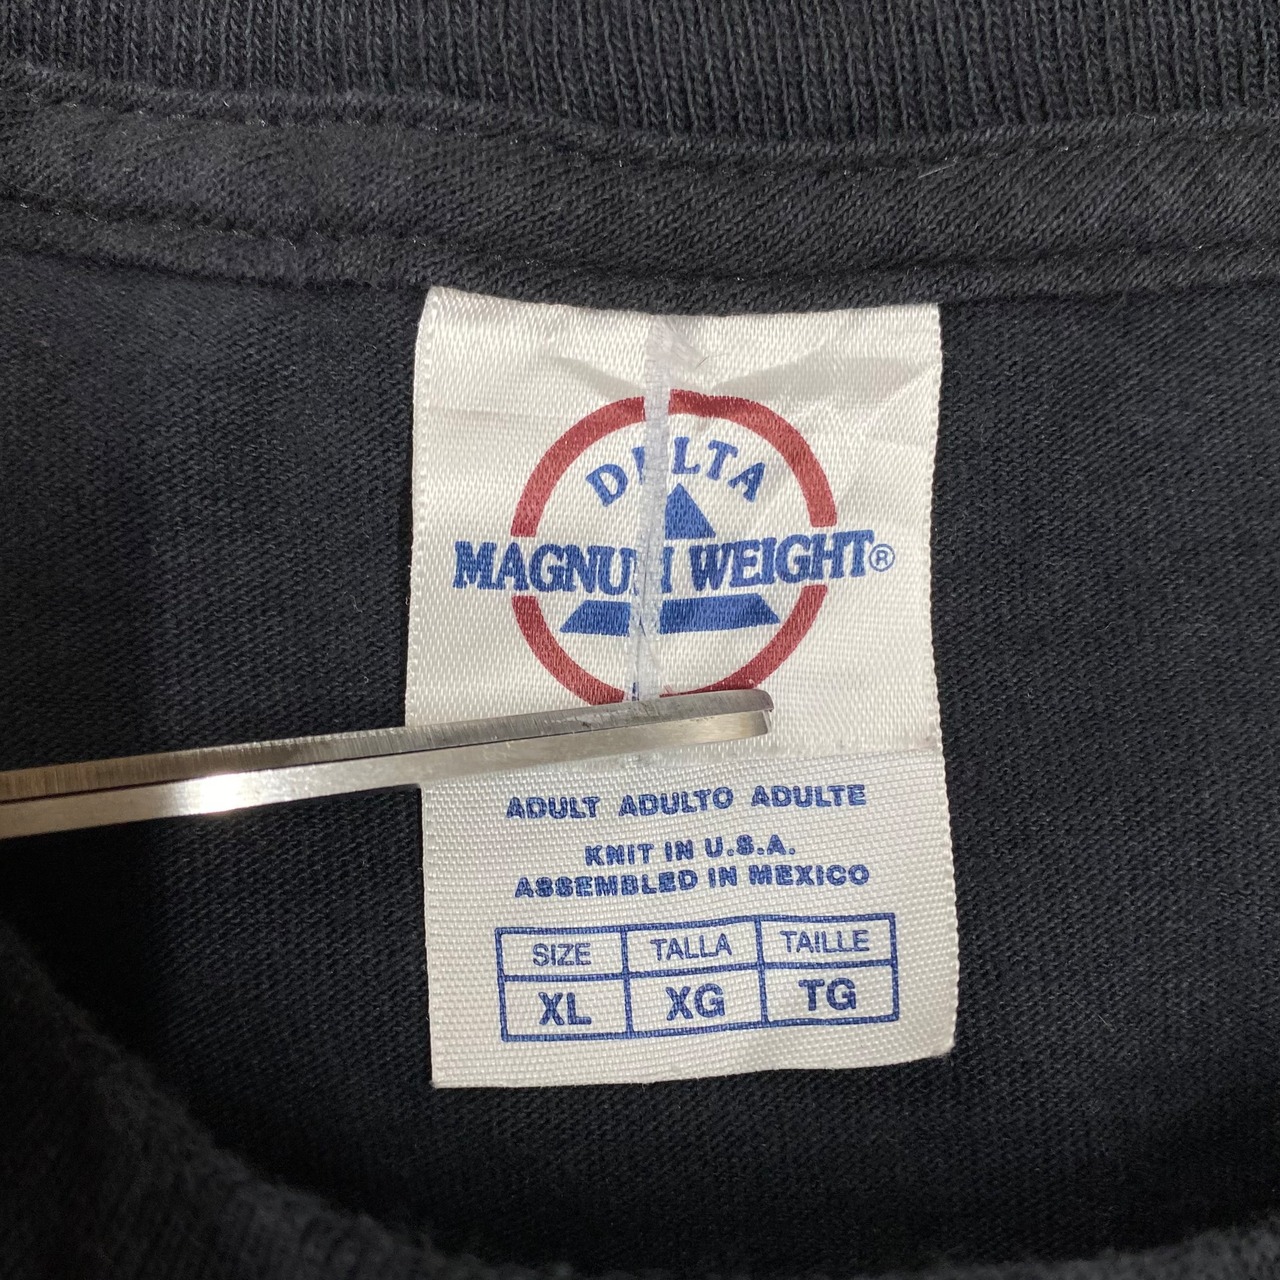 DELTA
MAGNUM WEIGHT®
ADULT ADULTO ADULTE
KNIT IN U.S.A.
ASSEMBLED IN MEXICO
SIZE TALLA TAILLE
XL XG TG